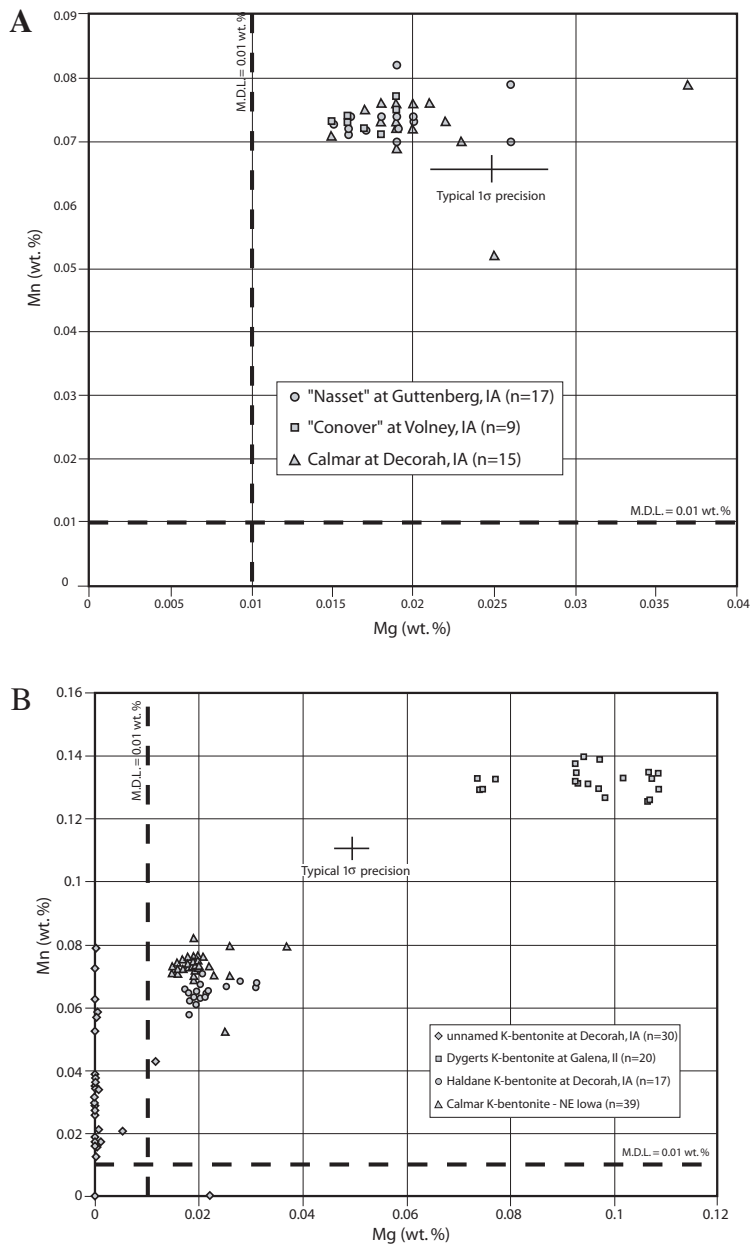 A
0.09
0.08
0.07
0.06
0.05
0.04
0.03
0.02
0.01
0
Mn (wt. %)
M.D.L. = 0.01 wt. %
Typical 1σ precision
"Nasset" at Guttenberg, IA (n=17)
"Conover" at Volney, IA (n=9)
Calmar at Decorah, IA (n=15)
M.D.L. = 0.01 wt. %
0
0.005
0.01
0.015
0.02
0.025
0.03
0.035
0.04
Mg (wt. %)
B
0.16
0.14
0.12
0.1
0.08
0.06
0.04
0.02
0
Mn (wt. %)
M.D.L. = 0.01 wt. %
Typical 1σ precision
unnamed K-bentonite at Decorah, IA (n=30)
Dygerts K-bentonite at Galena, Il (n=20)
Haldane K-bentonite at Decorah, IA (n=17)
Calmar K-bentonite - NE Iowa (n=39)
M.D.L. = 0.01 wt. %
0
0.02
0.04
0.06
0.08
0.1
0.12
Mg (wt. %)